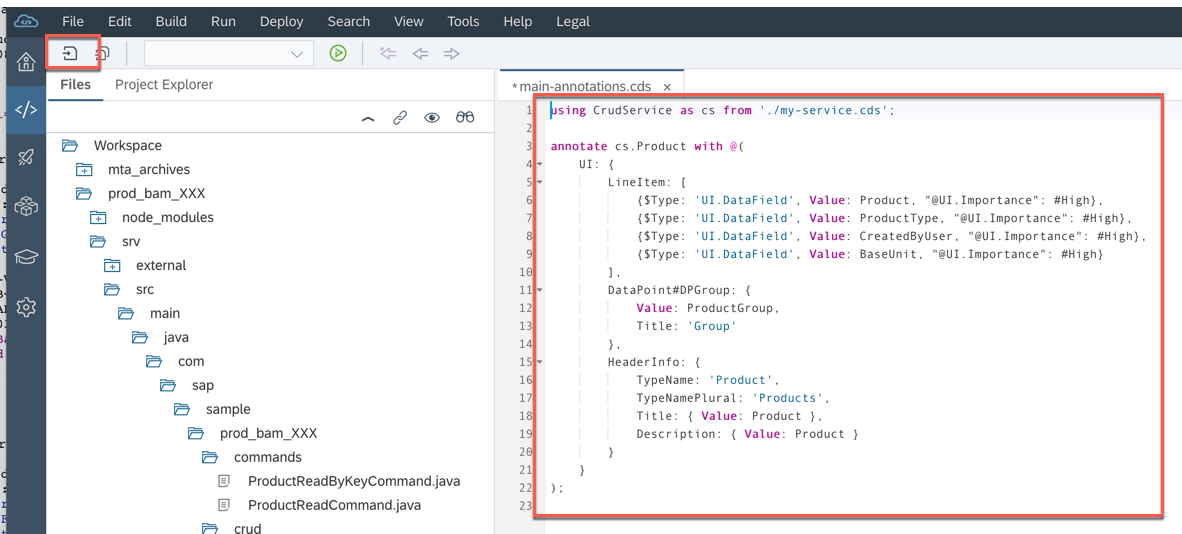 File Edit Build Run Deploy Search View Tools Help Legal
Files Project Explorer
Workspace
mta_archives
prod_bam_XXX
node_modules
srv
external
src
main
java
com
sap
sample
prod_bam_XXX
commands
ProductReadByKeyCommand.java
ProductReadCommand.java
crud
*main-annotations.cds ×
1 using CrudService as cs from './my-service.cds';
2
3 annotate cs.Product with @(
4 UI: {
5 LineItem: [
6 {$Type: 'UI.DataField', Value: Product, "@UI.Importance": #High},
7 {$Type: 'UI.DataField', Value: ProductType, "@UI.Importance": #High},
8 {$Type: 'UI.DataField', Value: CreatedByUser, "@UI.Importance": #High},
9 {$Type: 'UI.DataField', Value: BaseUnit, "@UI.Importance": #High}
10 ],
11 DataPoint#DPGroup: {
12 Value: ProductGroup,
13 Title: 'Group'
14 },
15 HeaderInfo: {
16 TypeName: 'Product',
17 TypeNamePlural: 'Products',
18 Title: { Value: Product },
19 Description: { Value: Product }
20 }
21 }
22 );
23